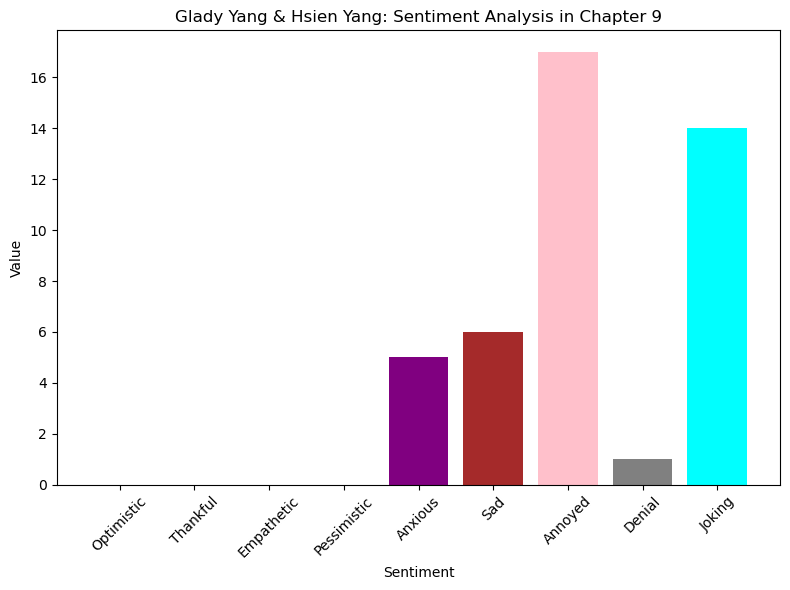 Glady Yang & Hsien Yang: Sentiment Analysis in Chapter 9
Value
16
14
12
10
8
6
4
2
0
Optimistic
Thankful
Empathetic
Pessimistic
Anxious
Sad
Annoyed
Denial
Joking
Sentiment